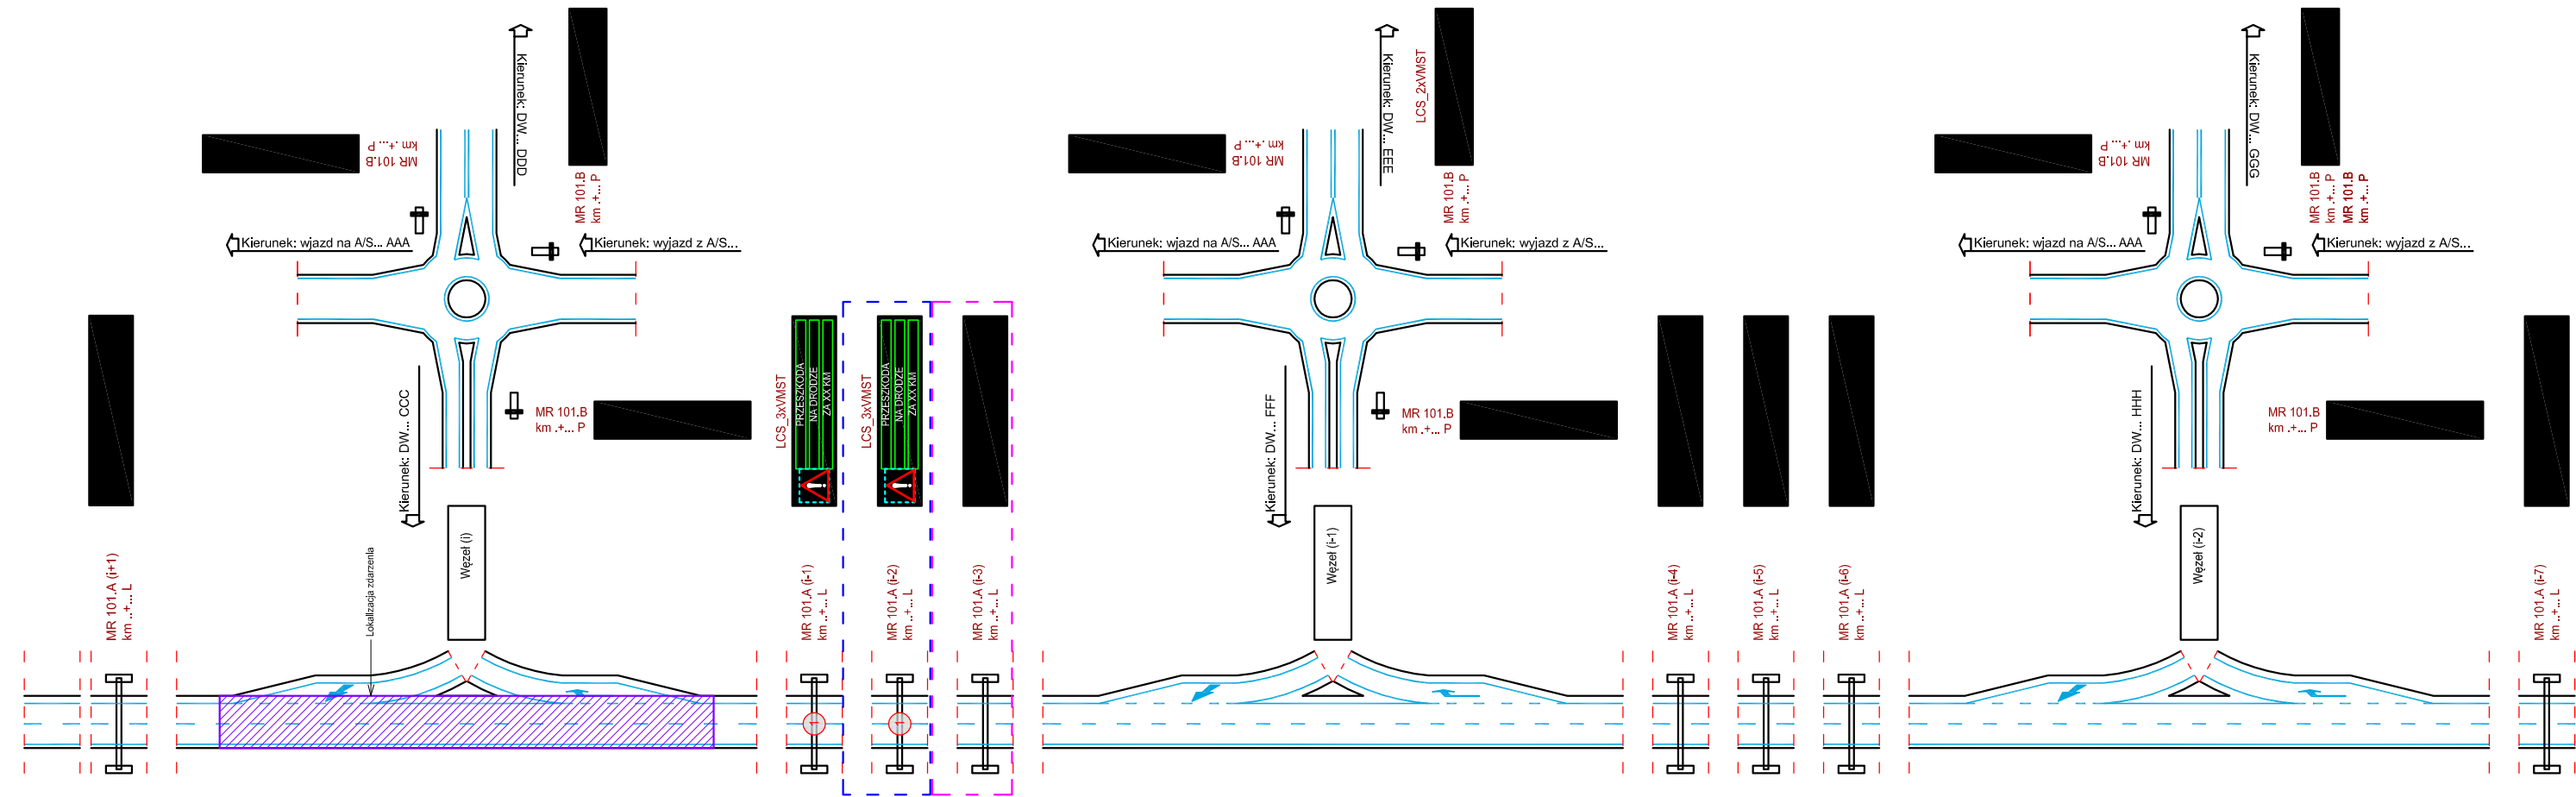 Kierunek: DW... DDD
MR 101.B
km .+... P
MR 101.B
km .+... P
Kierunek: wjazd na A/S... AAA
Kierunek: wyjazd z A/S...
Kierunek: DW... CCC
MR 101.B
km .+... P
Węzeł (i)
Lokalizacja zdarzenia
MR 101.A (i+1)
km ..+... L
LCS_3xVMST
PRZESZKODA
NA DRODZE
ZA XX KM
MR 101.A (i-1)
km ..+... L
1
LCS_3xVMST
PRZESZKODA
NA DRODZE
ZA XX KM
MR 101.A (i-2)
km ..+... L
1
MR 101.A (i-3)
km ..+... L
Kierunek: DW... EEE
LCS_2xVMST
MR 101.B
km .+... P
MR 101.B
km .+... P
Kierunek: wjazd na A/S... AAA
Kierunek: wyjazd z A/S...
Kierunek: DW... FFF
MR 101.B
km .+... P
Węzeł (i-1)
MR 101.A (i-4)
km ..+... L
MR 101.A (i-5)
km ..+... L
MR 101.A (i-6)
km ..+... L
Kierunek: DW... GGG
MR 101.B
km .+... P
MR 101.B
km .+... P
MR 101.B
km .+... P
Kierunek: wjazd na A/S... AAA
Kierunek: wyjazd z A/S...
Kierunek: DW... HHH
MR 101.B
km .+... P
Węzeł (i-2)
MR 101.A (i-7)
km ..+... L